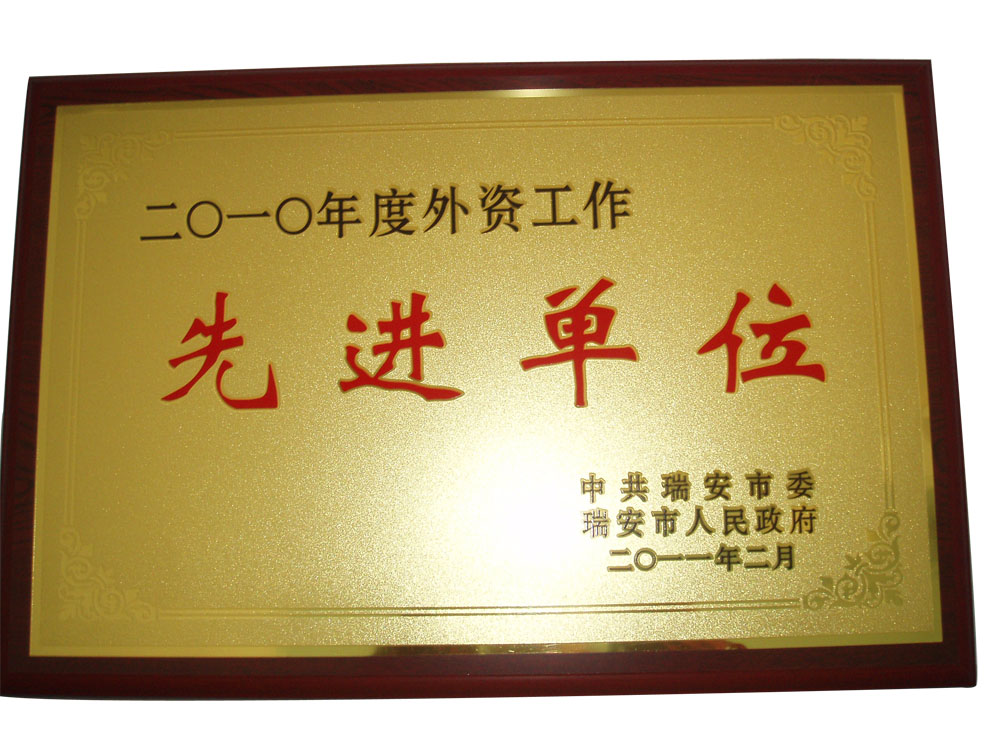 二〇一〇年度外资工作
先进单位
中共瑞安市委
瑞安市人民政府
二〇一一年二月